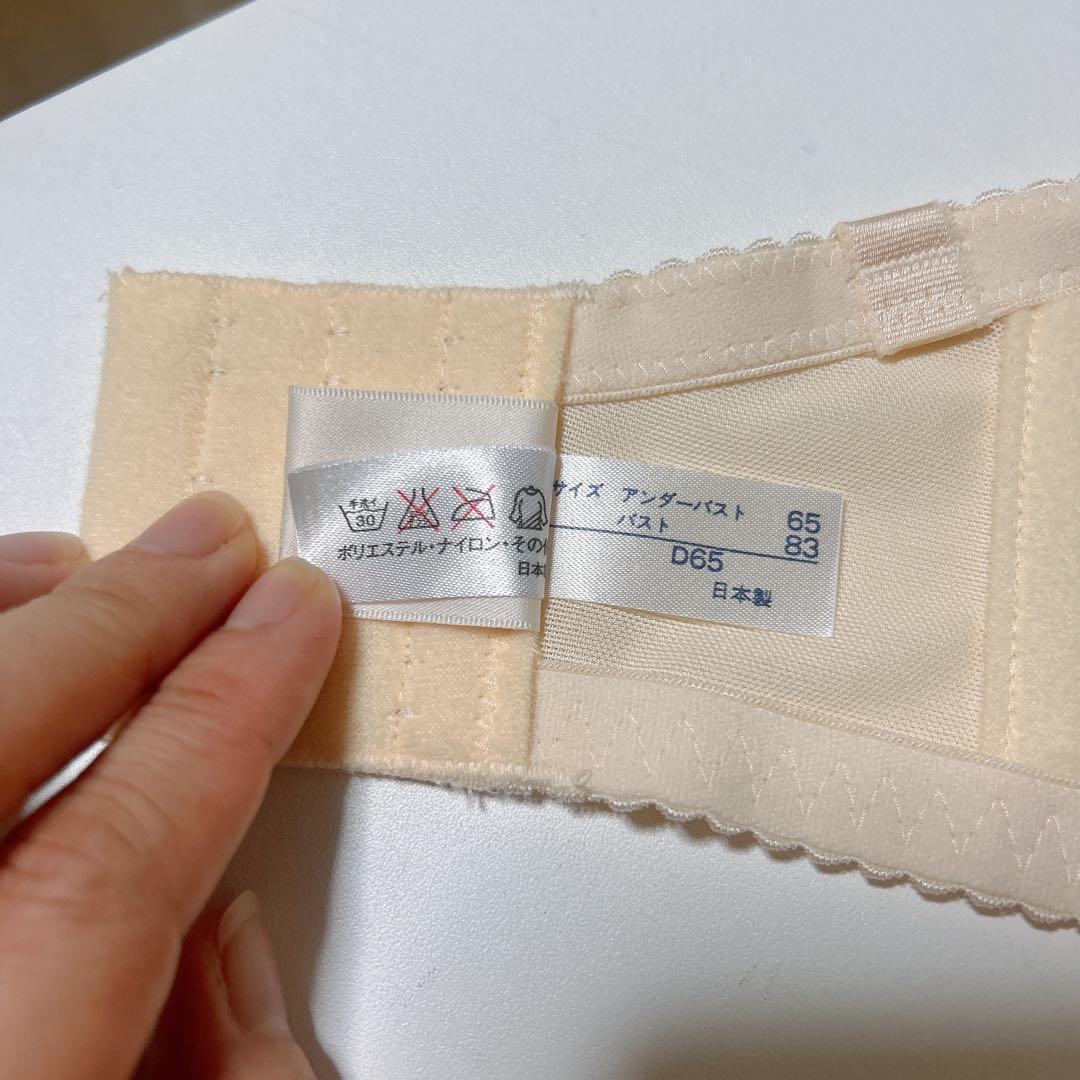 手洗イ
30
ポリエステル・ナイロン・その
日本
サイズ アンダーバスト 65
バスト 83
D65
日本製